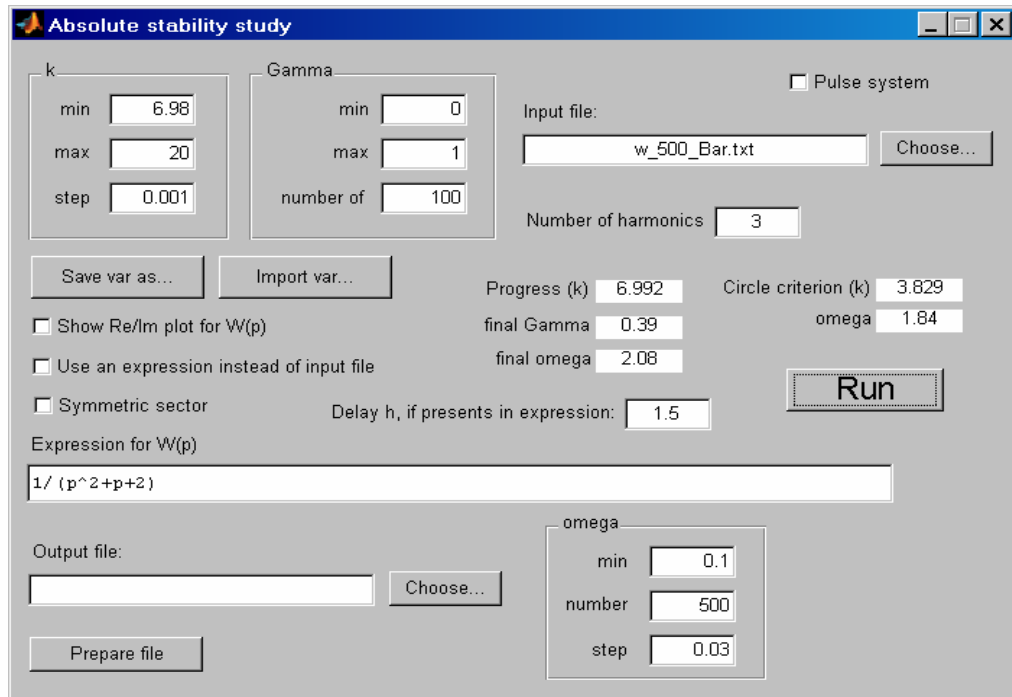 Absolute stability study
k
min 6.98
max 20
step 0.001
Gamma
min 0
max 1
number of 100
Pulse system
Input file:
w_500_Bar.txt Choose...
Number of harmonics 3
Save var as... Import var...
Progress (k) 6.992 Circle criterion (k) 3.829
Show Re/Im plot for W(p) final Gamma 0.39 omega 1.84
final omega 2.08
Use an expression instead of input file
Run
Symmetric sector Delay h, if presents in expression: 1.5
Expression for W(p)
1/(p^2+p+2)
Output file:
Choose...
Prepare file
omega
min 0.1
number 500
step 0.03